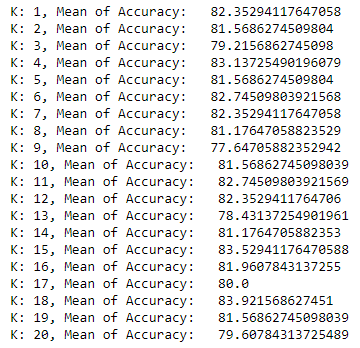 K: 1, Mean of Accuracy: 82.35294117647058
K: 2, Mean of Accuracy: 81.5686274509804
K: 3, Mean of Accuracy: 79.2156862745098
K: 4, Mean of Accuracy: 83.13725490196079
K: 5, Mean of Accuracy: 81.5686274509804
K: 6, Mean of Accuracy: 82.74509803921568
K: 7, Mean of Accuracy: 82.35294117647058
K: 8, Mean of Accuracy: 81.17647058823529
K: 9, Mean of Accuracy: 77.64705882352942
K: 10, Mean of Accuracy: 81.56862745098039
K: 11, Mean of Accuracy: 82.74509803921569
K: 12, Mean of Accuracy: 82.3529411764706
K: 13, Mean of Accuracy: 78.43137254901961
K: 14, Mean of Accuracy: 81.1764705882353
K: 15, Mean of Accuracy: 83.52941176470588
K: 16, Mean of Accuracy: 81.9607843137255
K: 17, Mean of Accuracy: 80.0
K: 18, Mean of Accuracy: 83.921568627451
K: 19, Mean of Accuracy: 81.56862745098039
K: 20, Mean of Accuracy: 79.60784313725489